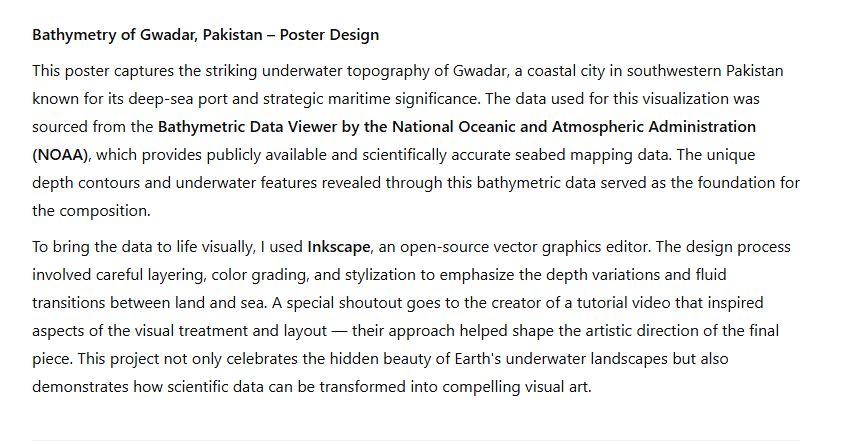 Bathymetry of Gwadar, Pakistan – Poster Design
This poster captures the striking underwater topography of Gwadar, a coastal city in southwestern Pakistan
known for its deep-sea port and strategic maritime significance. The data used for this visualization was
sourced from the Bathymetric Data Viewer by the National Oceanic and Atmospheric Administration
(NOAA), which provides publicly available and scientifically accurate seabed mapping data. The unique
depth contours and underwater features revealed through this bathymetric data served as the foundation for
the composition.
To bring the data to life visually, I used Inkscape, an open-source vector graphics editor. The design process
involved careful layering, color grading, and stylization to emphasize the depth variations and fluid
transitions between land and sea. A special shoutout goes to the creator of a tutorial video that inspired
aspects of the visual treatment and layout — their approach helped shape the artistic direction of the final
piece. This project not only celebrates the hidden beauty of Earth's underwater landscapes but also
demonstrates how scientific data can be transformed into compelling visual art.